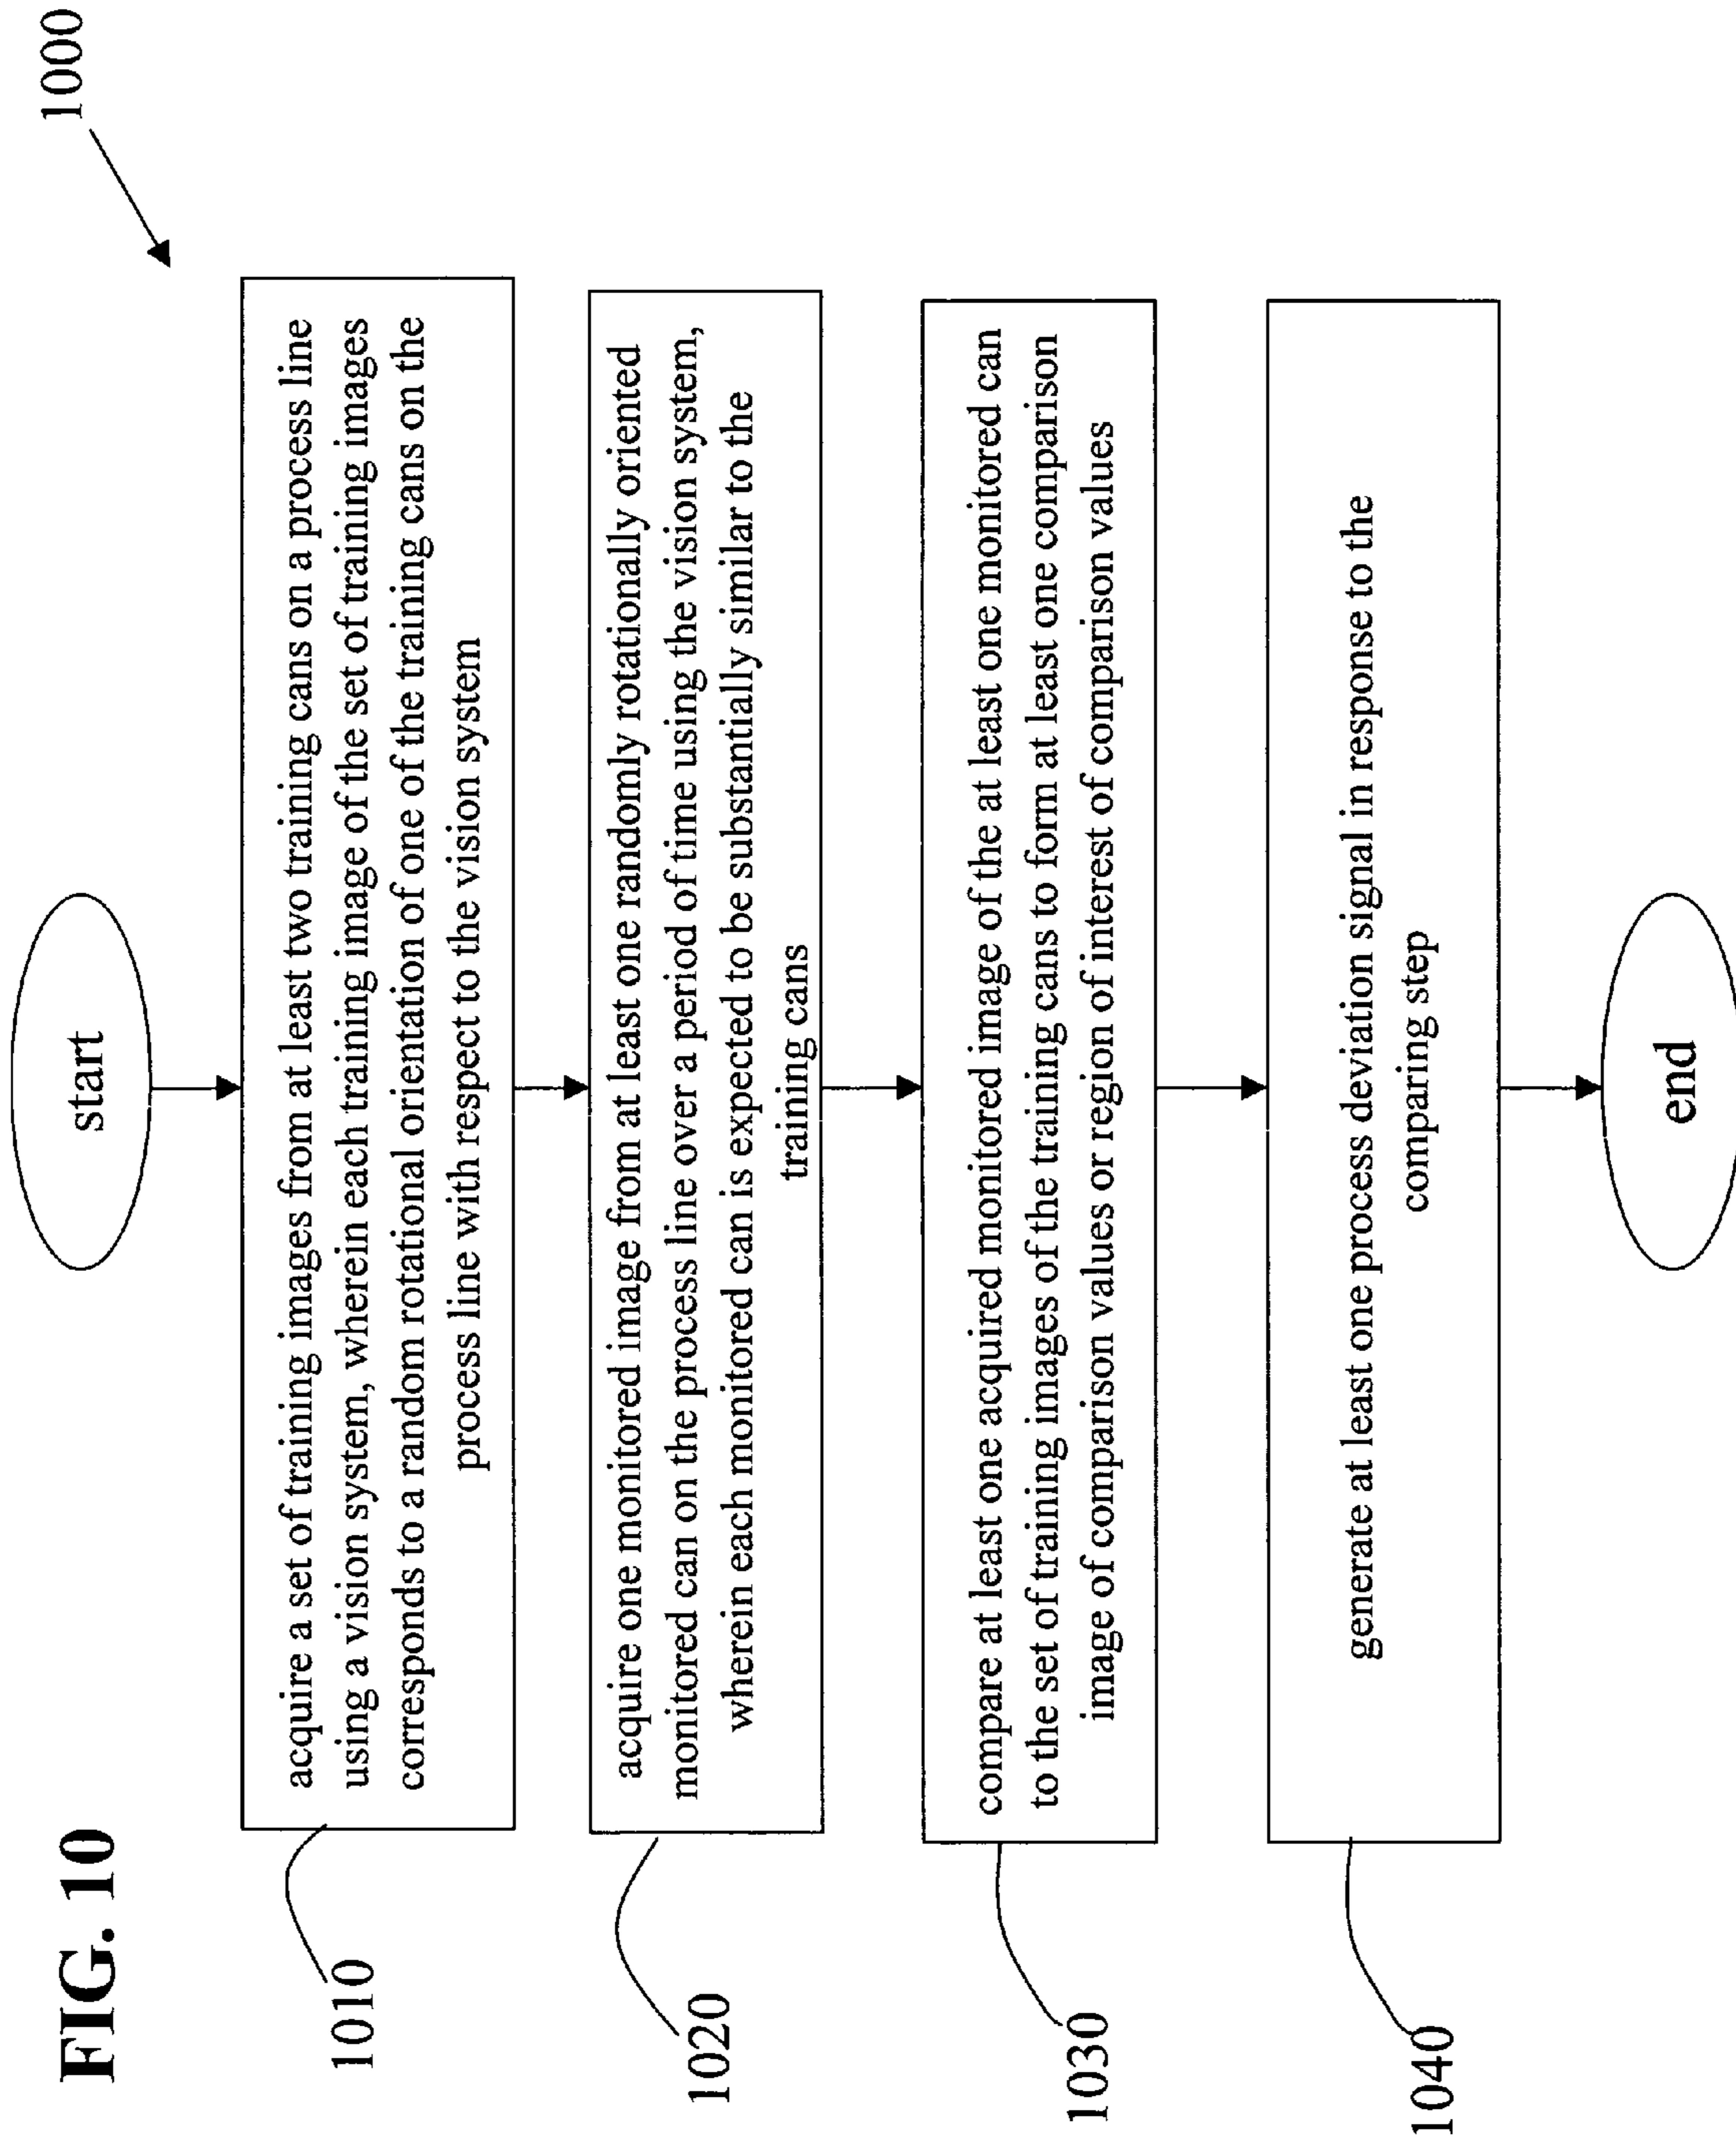 FIG. 10
1000
start
1010
acquire a set of training images from at least two training cans on a process line
using a vision system, wherein each training image of the set of training images
corresponds to a random rotational orientation of one of the training cans on the
process line with respect to the vision system
1020
acquire one monitored image from at least one randomly rotationally oriented
monitored can on the process line over a period of time using the vision system,
wherein each monitored can is expected to be substantially similar to the
training cans
1030
compare at least one acquired monitored image of the at least one monitored can
to the set of training images of the training cans to form at least one comparison
image of comparison values or region of interest of comparison values
1040
generate at least one process deviation signal in response to the
comparing step
end